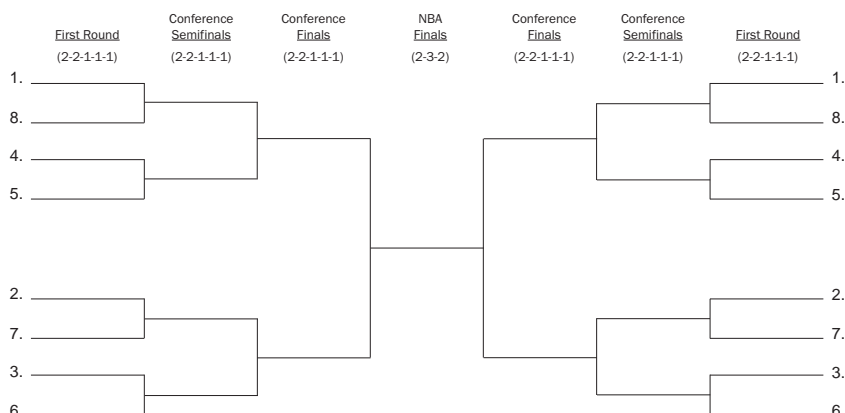 First Round
(2-2-1-1-1)
Conference
Semifinals
(2-2-1-1-1)
Conference
Finals
(2-2-1-1-1)
NBA
Finals
(2-3-2)
Conference
Finals
(2-2-1-1-1)
Conference
Semifinals
(2-2-1-1-1)
First Round
(2-2-1-1-1)
1.
8.
4.
5.
2.
7.
3.
6.
1.
8.
4.
5.
2.
7.
3.
6.